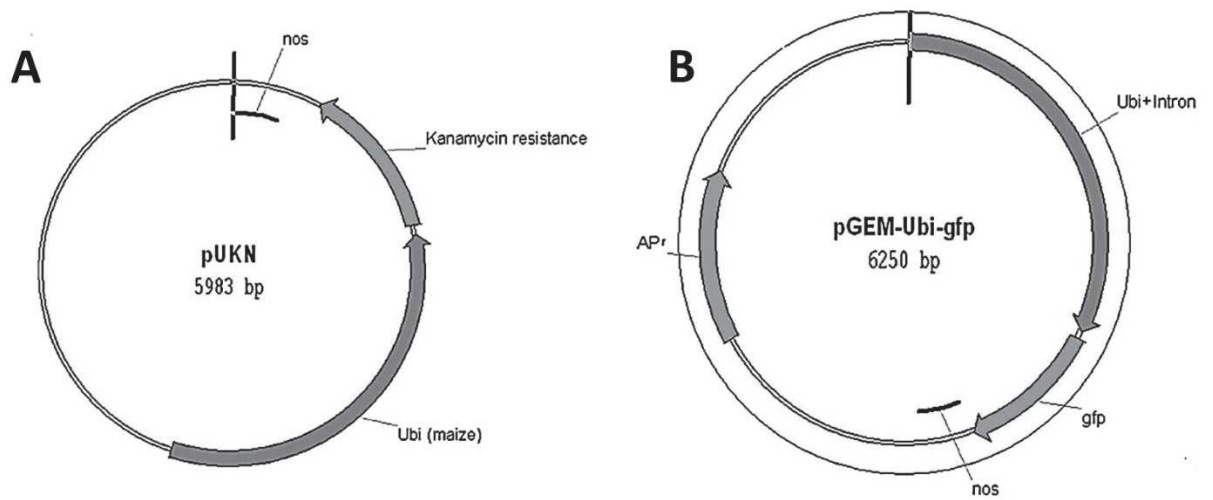 A
nos
Kanamycin resistance
pUKN
5983 bp
Ubi (maize)
B
Ubi+Intron
pGEM-Ubi-gfp
6250 bp
APʳ
gfp
nos